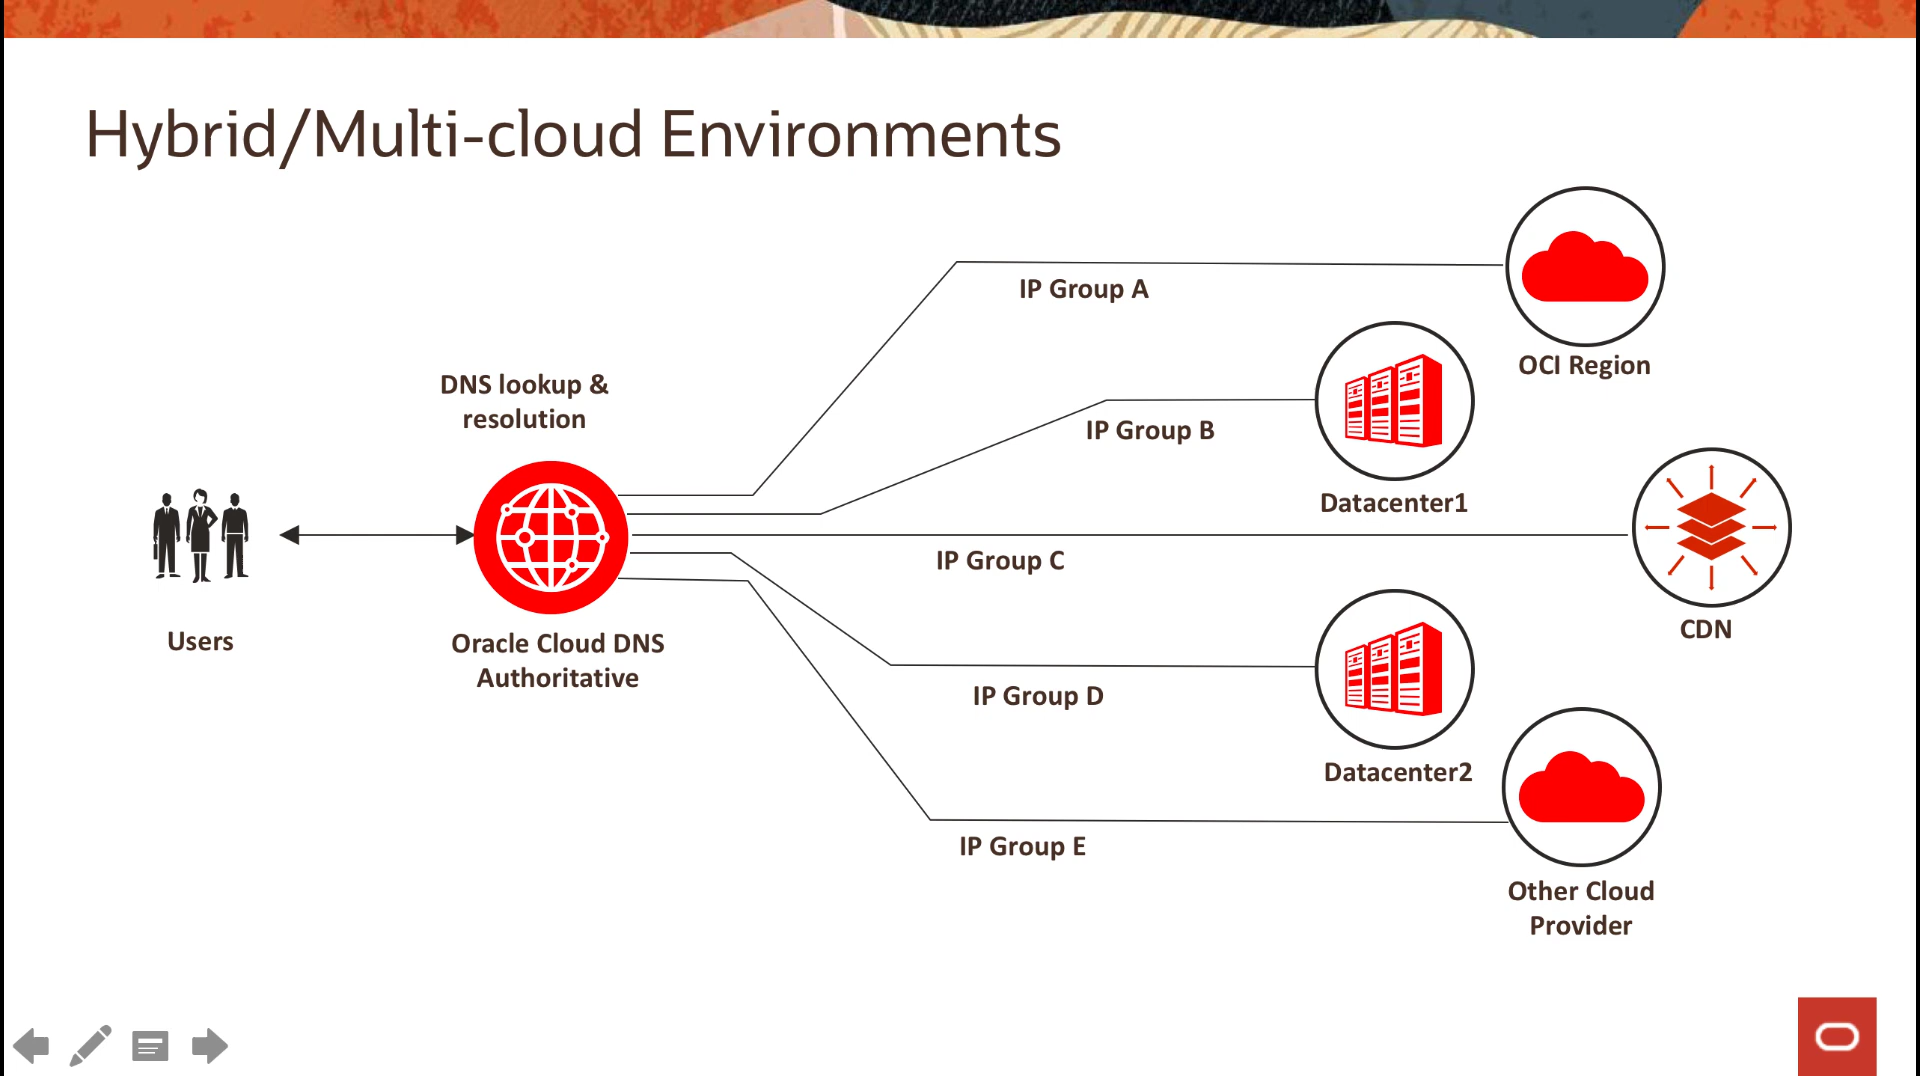 Hybrid/Multi-cloud Environments
IP Group A
OCI Region
DNS lookup &
resolution
IP Group B
Datacenter1
IP Group C
CDN
Users
Oracle Cloud DNS
Authoritative
IP Group D
Datacenter2
IP Group E
Other Cloud
Provider